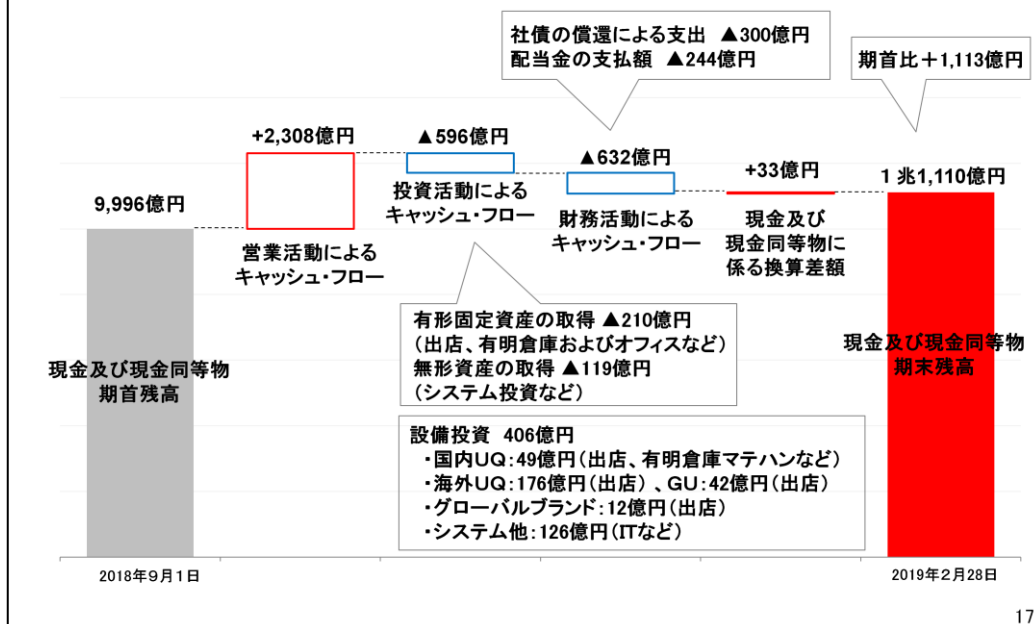 社債の償還による支出 ▲300億円
配当金の支払額 ▲244億円
期首比＋1,113億円
+2,308億円
▲596億円
▲632億円
+33億円
1 兆1,110億円
9,996億円
営業活動による
キャッシュ・フロー
投資活動による
キャッシュ・フロー
財務活動による
キャッシュ・フロー
現金及び
現金同等物に
係る換算差額
有形固定資産の取得 ▲210億円
(出店、有明倉庫およびオフィスなど)
無形資産の取得 ▲119億円
(システム投資など)
現金及び現金同等物
期首残高
現金及び現金同等物
期末残高
設備投資 406億円
・国内UQ：49億円（出店、有明倉庫マテハンなど）
・海外UQ：176億円（出店）、GU：42億円（出店）
・グローバルブランド：12億円（出店）
・システム他：126億円（ITなど）
2018年９月１日
2019年２月28日
17